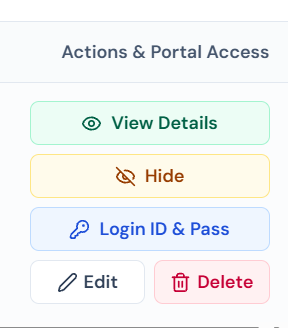 Actions & Portal Access
View Details
Hide
Login ID & Pass
Edit Delete